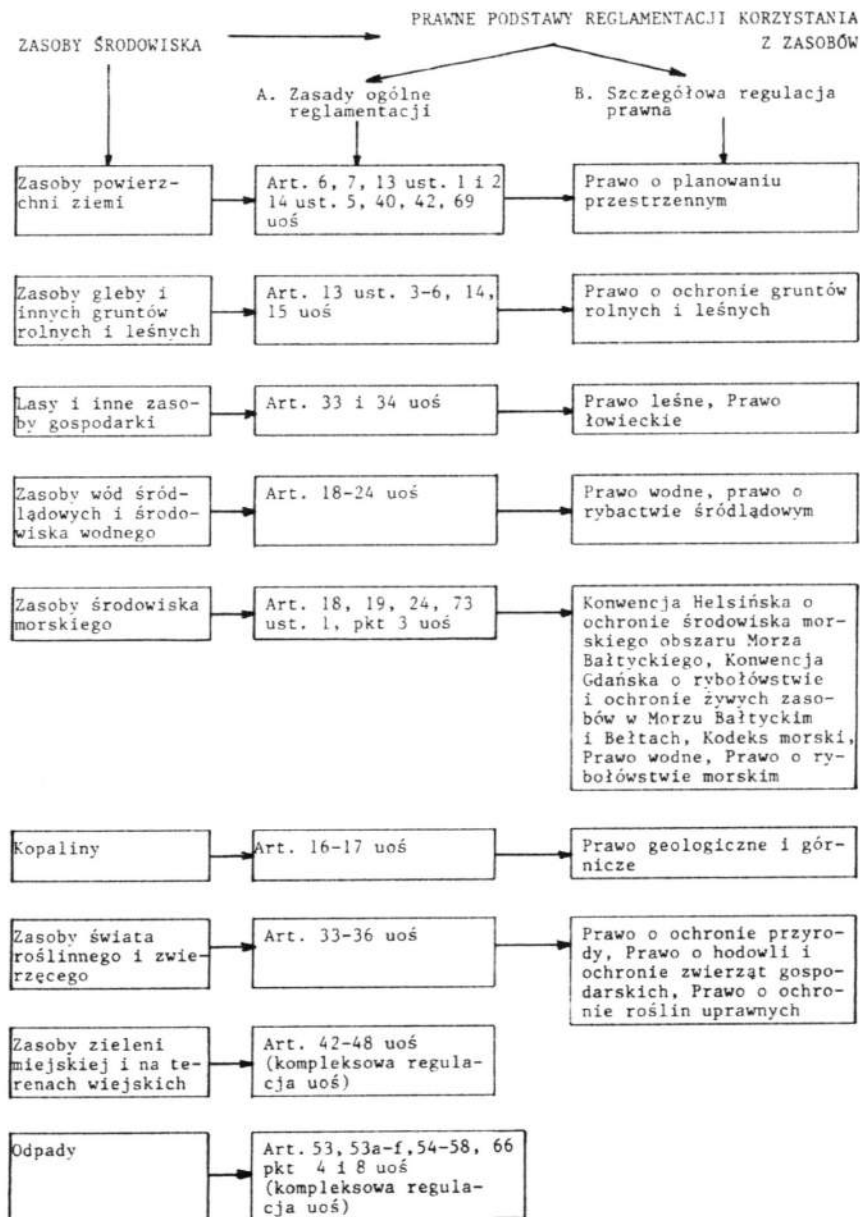 PRAWNE PODSTAWY REGLAMENTACJI KORZYSTANIA
Z ZASOBÓW
ZASOBY ŚRODOWISKA
A. Zasady ogólne
reglamentacji
B. Szczegółowa regulacja
prawna
Zasoby powierz-
chni ziemi
Art. 6, 7, 13 ust. 1 i 2
14 ust. 5, 40, 42, 69
uoś
Prawo o planowaniu
przestrzennym
Zasoby gleby i
innych gruntów
rolnych i leśnych
Art. 13 ust. 3-6, 14,
15 uoś
Prawo o ochronie gruntów
rolnych i leśnych
Lasy i inne zaso-
by gospodarki
Art. 33 i 34 uoś
Prawo leśne, Prawo
łowieckie
Zasoby wód śród-
lądowych i środo-
wiska wodnego
Art. 18-24 uoś
Prawo wodne, prawo o
rybactwie śródlądowym
Zasoby środowiska
morskiego
Art. 18, 19, 24, 73
ust. 1, pkt 3 uoś
Konwencja Helsińska o
ochronie środowiska mor-
skiego obszaru Morza
Bałtyckiego, Konwencja
Gdańska o rybołówstwie
i ochronie żywych zaso-
bów w Morzu Bałtyckim
i Bełtach, Kodeks morski,
Prawo wodne, Prawo o ry-
bołówstwie morskim
Kopaliny
Art. 16-17 uoś
Prawo geologiczne i gór-
nicze
Zasoby świata
roślinnego i zwie-
rzęcego
Art. 33-36 uoś
Prawo o ochronie przyro-
dy, Prawo o hodowli i
ochronie zwierząt gospo-
darskich, Prawo o ochro-
nie roślin uprawnych
Zasoby zieleni
miejskiej i na te-
renach wiejskich
Art. 42-48 uoś
(kompleksowa regula-
cja uoś)
Odpady
Art. 53, 53a-f, 54-58, 66
pkt 4 i 8 uoś
(kompleksowa regula-
cja uoś)